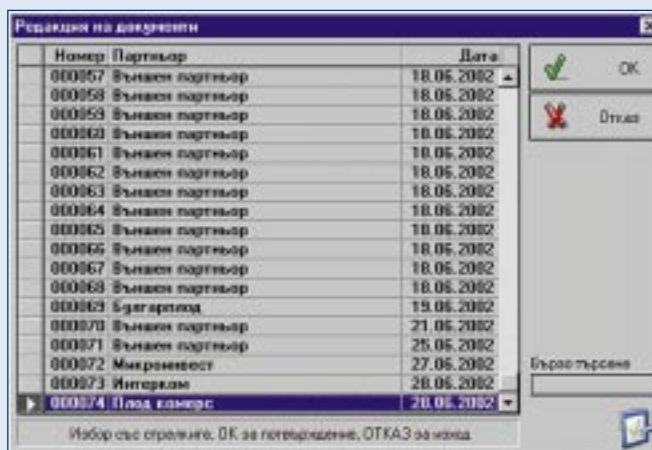 Редакция на документи
Номер Партньор Дата
000057 Външен партньор 18.06.2002
000058 Външен партньор 18.06.2002
000059 Външен партньор 18.06.2002
000060 Външен партньор 18.06.2002
000061 Външен партньор 18.06.2002
000062 Външен партньор 18.06.2002
000063 Външен партньор 18.06.2002
000064 Външен партньор 18.06.2002
000065 Външен партньор 18.06.2002
000066 Външен партньор 18.06.2002
000067 Външен партньор 18.06.2002
000068 Външен партньор 18.06.2002
000069 Булгарплод 19.06.2002
000070 Външен партньор 21.06.2002
000071 Външен партньор 25.06.2002
000072 Микроинвест 27.06.2002
000073 Интерком 28.06.2002
000074 Плод комерс 28.06.2002
Избор със стрелките, OK за потвърждение, ОТКАЗ за изход
OK
Отказ
Бързо търсене